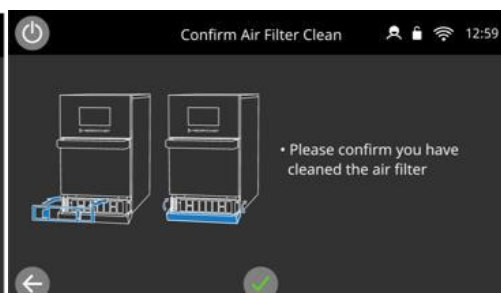 Confirm Air Filter Clean
12:59
• Please confirm you have
cleaned the air filter